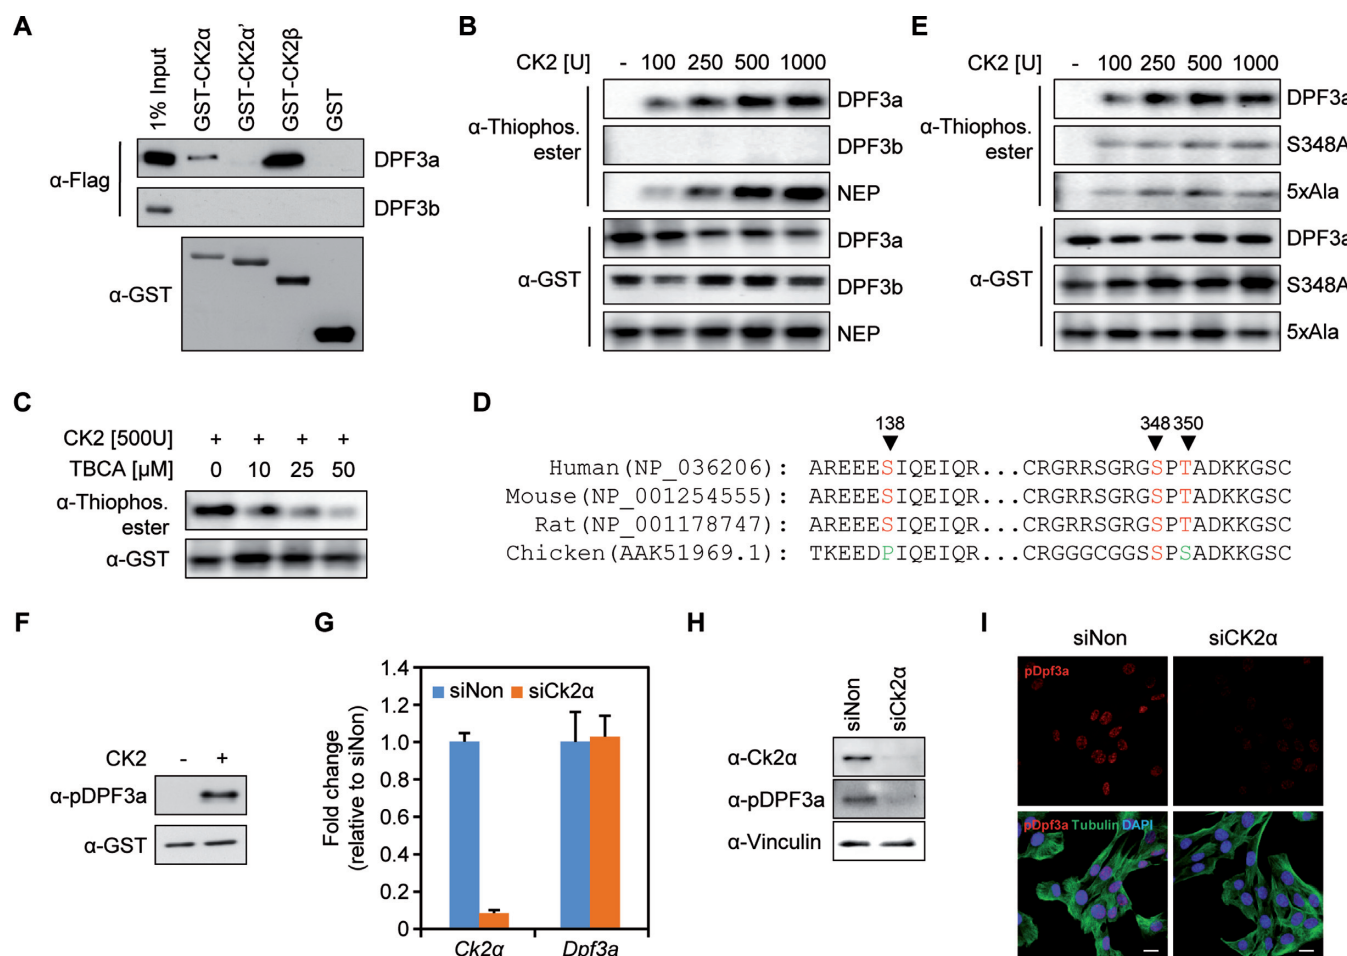 A
1% Input
GST-CK2α
GST-CK2α'
GST-CK2β
GST
α-Flag
DPF3a
DPF3b
α-GST
B
CK2 [U] - 100 250 500 1000
α-Thiophos.
ester
DPF3a
DPF3b
NEP
α-GST
DPF3a
DPF3b
NEP
E
CK2 [U] - 100 250 500 1000
α-Thiophos.
ester
DPF3a
S348A
5xAla
α-GST
DPF3a
S348A
5xAla
C
CK2 [500U] + + + +
TBCA [µM] 0 10 25 50
α-Thiophos.
ester
α-GST
D
138 348 350
Human(NP_036206): AREEESIQEIQR...CRGRRSGRGSPTADKKGSC
Mouse(NP_001254555): AREEESIQEIQR...CRGRRSGRGSPTADKKGSC
Rat(NP_001178747): AREEESIQEIQR...CRGRRSGRGSPTADKKGSC
Chicken(AAK51969.1): TKEEDPIQEIQR...CRGGGCGGSSPSADKKGSC
F
CK2 - +
α-pDPF3a
α-GST
G
Fold change
(relative to siNon)
1.4
1.2
1.0
0.8
0.6
0.4
0.2
0
siNon siCk2α
Ck2α Dpf3a
H
siNon
siCk2α
α-Ck2α
α-pDPF3a
α-Vinculin
I
siNon siCK2α
pDpf3a
pDpf3a Tubulin DAPI